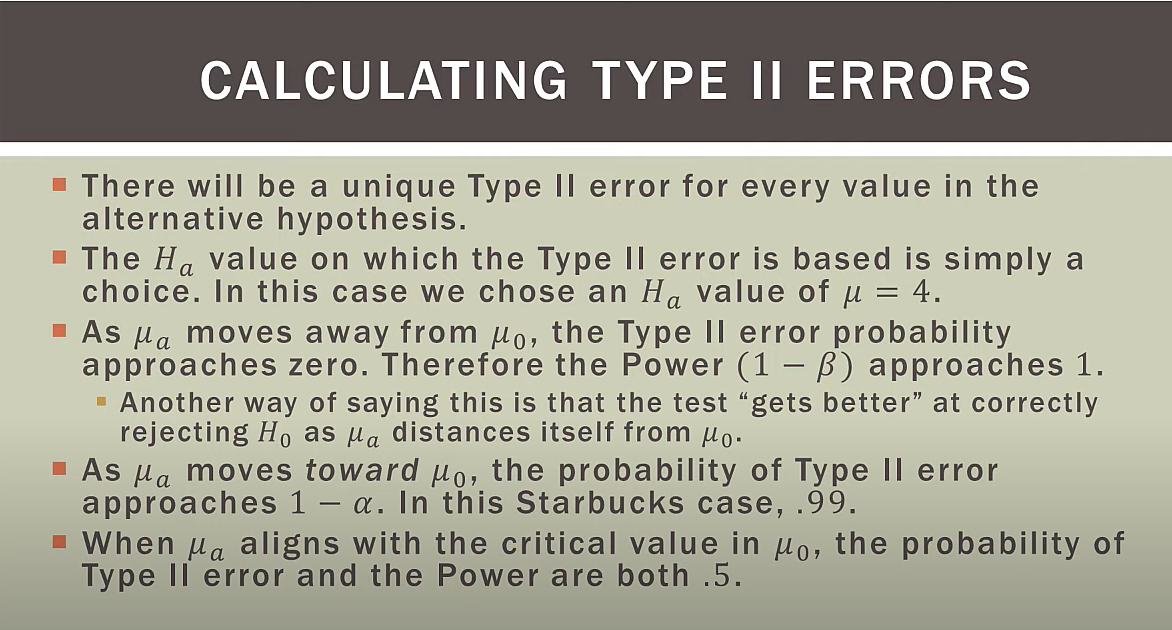 CALCULATING TYPE II ERRORS
There will be a unique Type II error for every value in the
alternative hypothesis.
The Hₐ value on which the Type II error is based is simply a
choice. In this case we chose an Hₐ value of μ = 4.
As μₐ moves away from μ₀, the Type II error probability
approaches zero. Therefore the Power (1 − β) approaches 1.
Another way of saying this is that the test “gets better” at correctly
rejecting H₀ as μₐ distances itself from μ₀.
As μₐ moves toward μ₀, the probability of Type II error
approaches 1 − α. In this Starbucks case, .99.
When μₐ aligns with the critical value in μ₀, the probability of
Type II error and the Power are both .5.